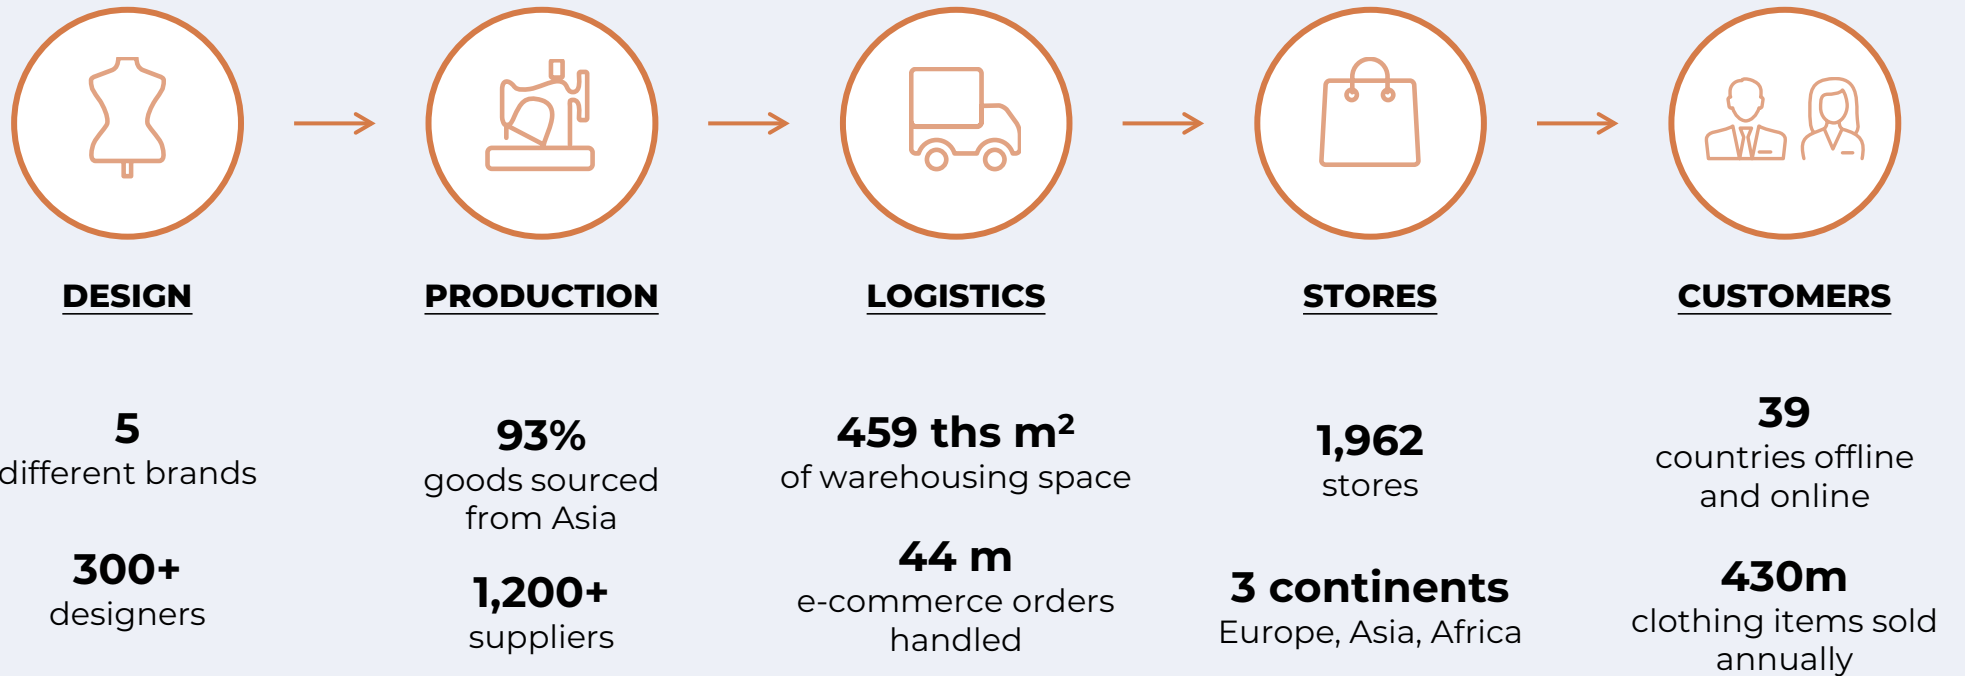 DESIGN
PRODUCTION
LOGISTICS
STORES
CUSTOMERS
5
different brands
300+
designers
93%
goods sourced
from Asia
1,200+
suppliers
459 ths m²
of warehousing space
44 m
e-commerce orders
handled
1,962
stores
3 continents
Europe, Asia, Africa
39
countries offline
and online
430m
clothing items sold
annually